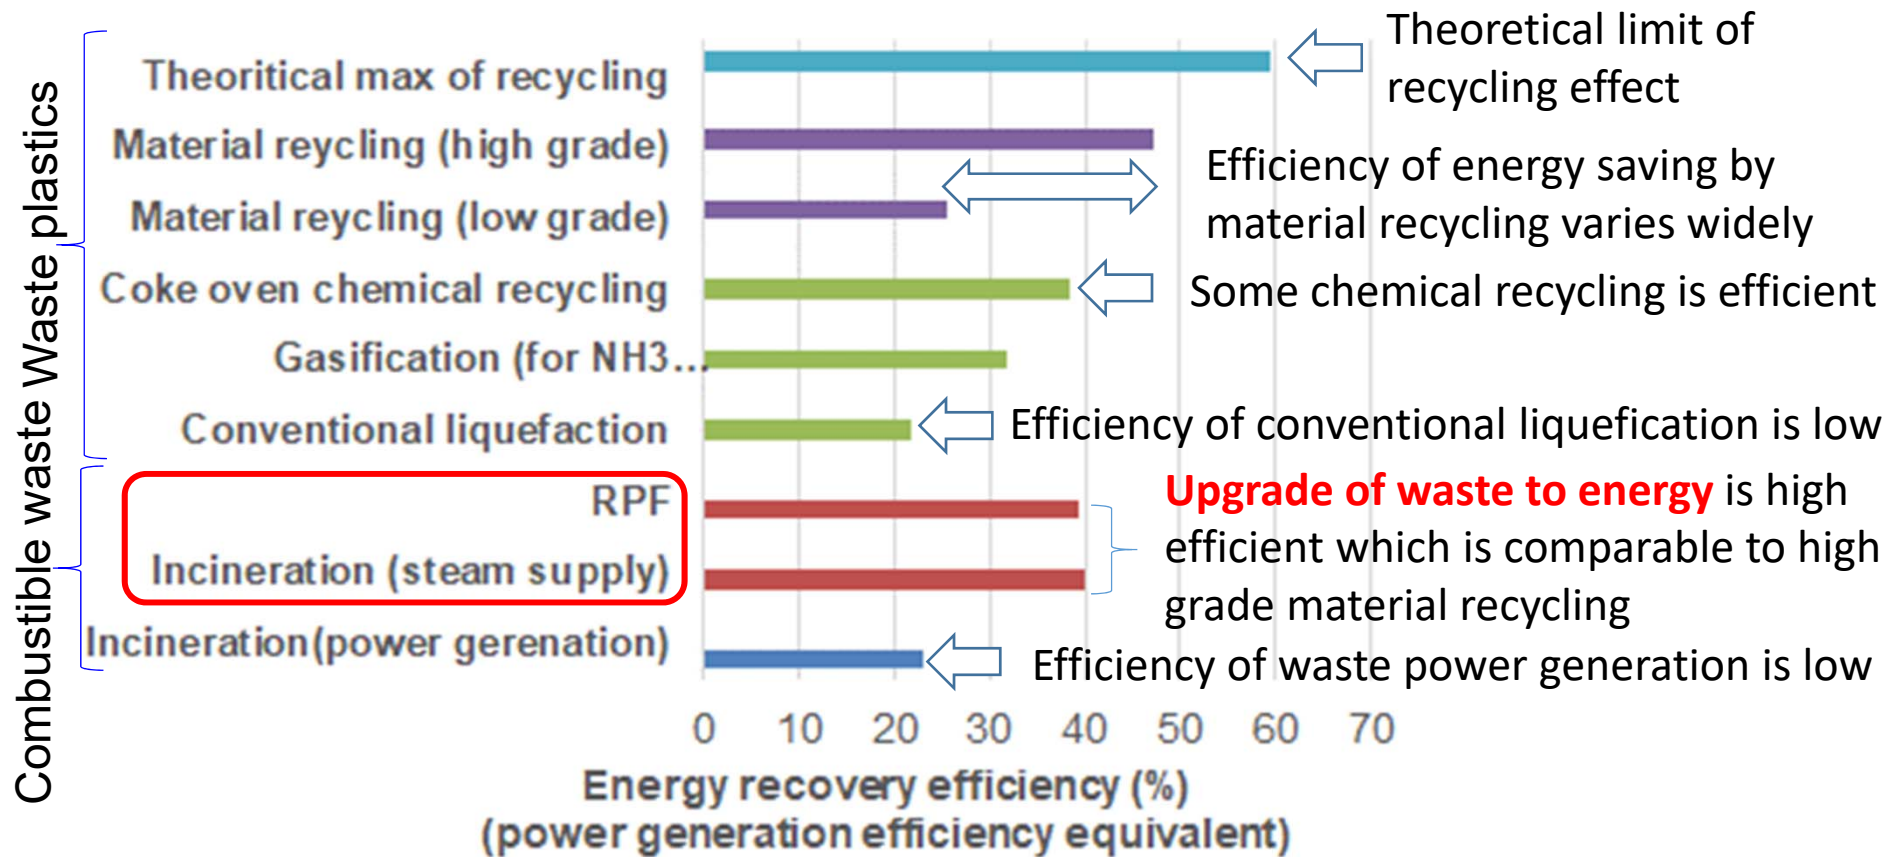 Waste plastics
Combustible waste
Theoritical max of recycling
Material reycling (high grade)
Material reycling (low grade)
Coke oven chemical recycling
Gasification (for NH3...
Conventional liquefaction
RPF
Incineration (steam supply)
Incineration(power gerenation)
Theoretical limit of
recycling effect
Efficiency of energy saving by
material recycling varies widely
Some chemical recycling is efficient
Efficiency of conventional liquefication is low
Upgrade of waste to energy is high
efficient which is comparable to high
grade material recycling
Efficiency of waste power generation is low
0 10 20 30 40 50 60 70
Energy recovery efficiency (%)
(power generation efficiency equivalent)